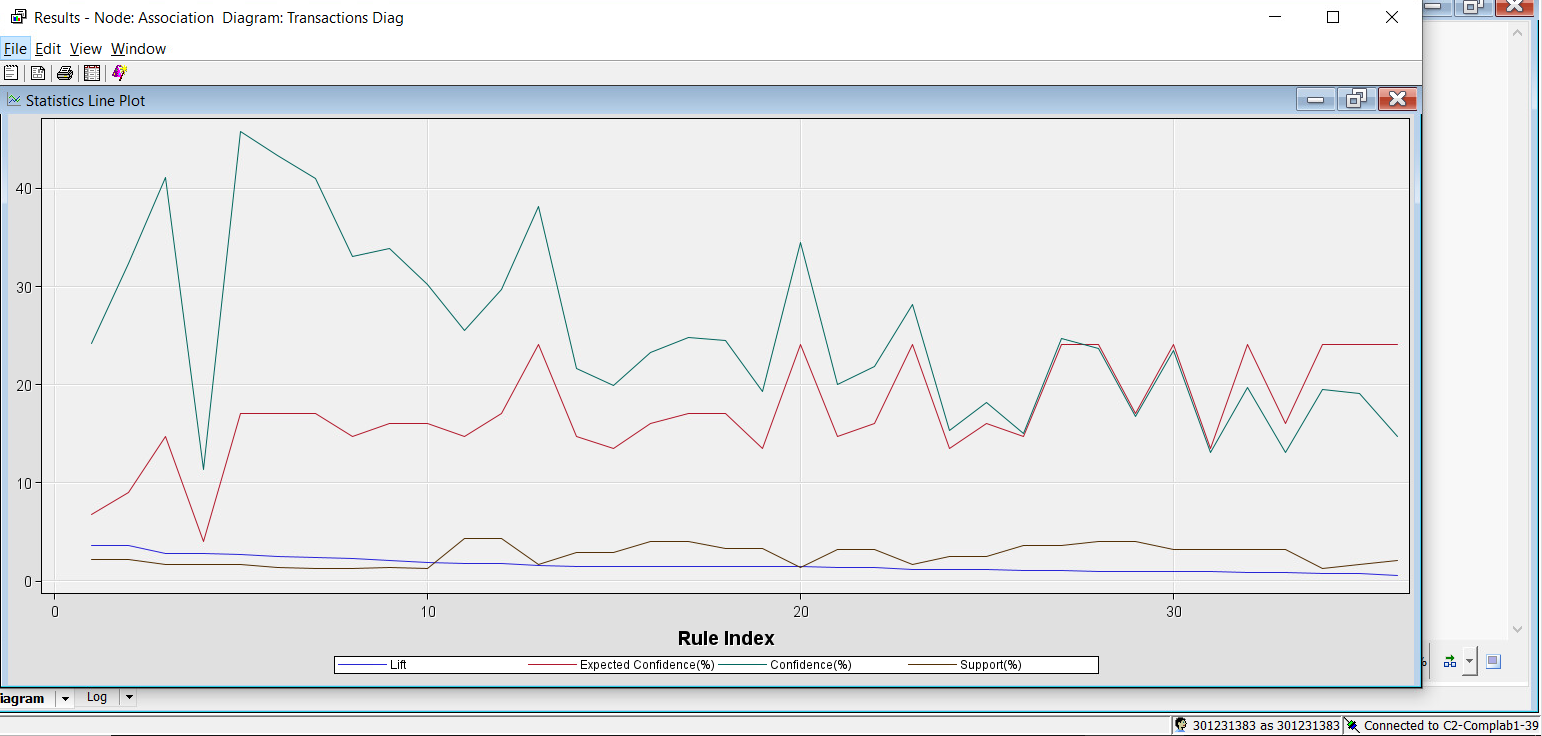 Results - Node: Association  Diagram: Transactions Diag
File Edit View Window
Statistics Line Plot
40
30
20
10
0
0 10 20 30
Rule Index
Lift Expected Confidence(%) Confidence(%) Support(%)
%
iagram Log
301231383 as 301231383 Connected to C2-Complab1-39